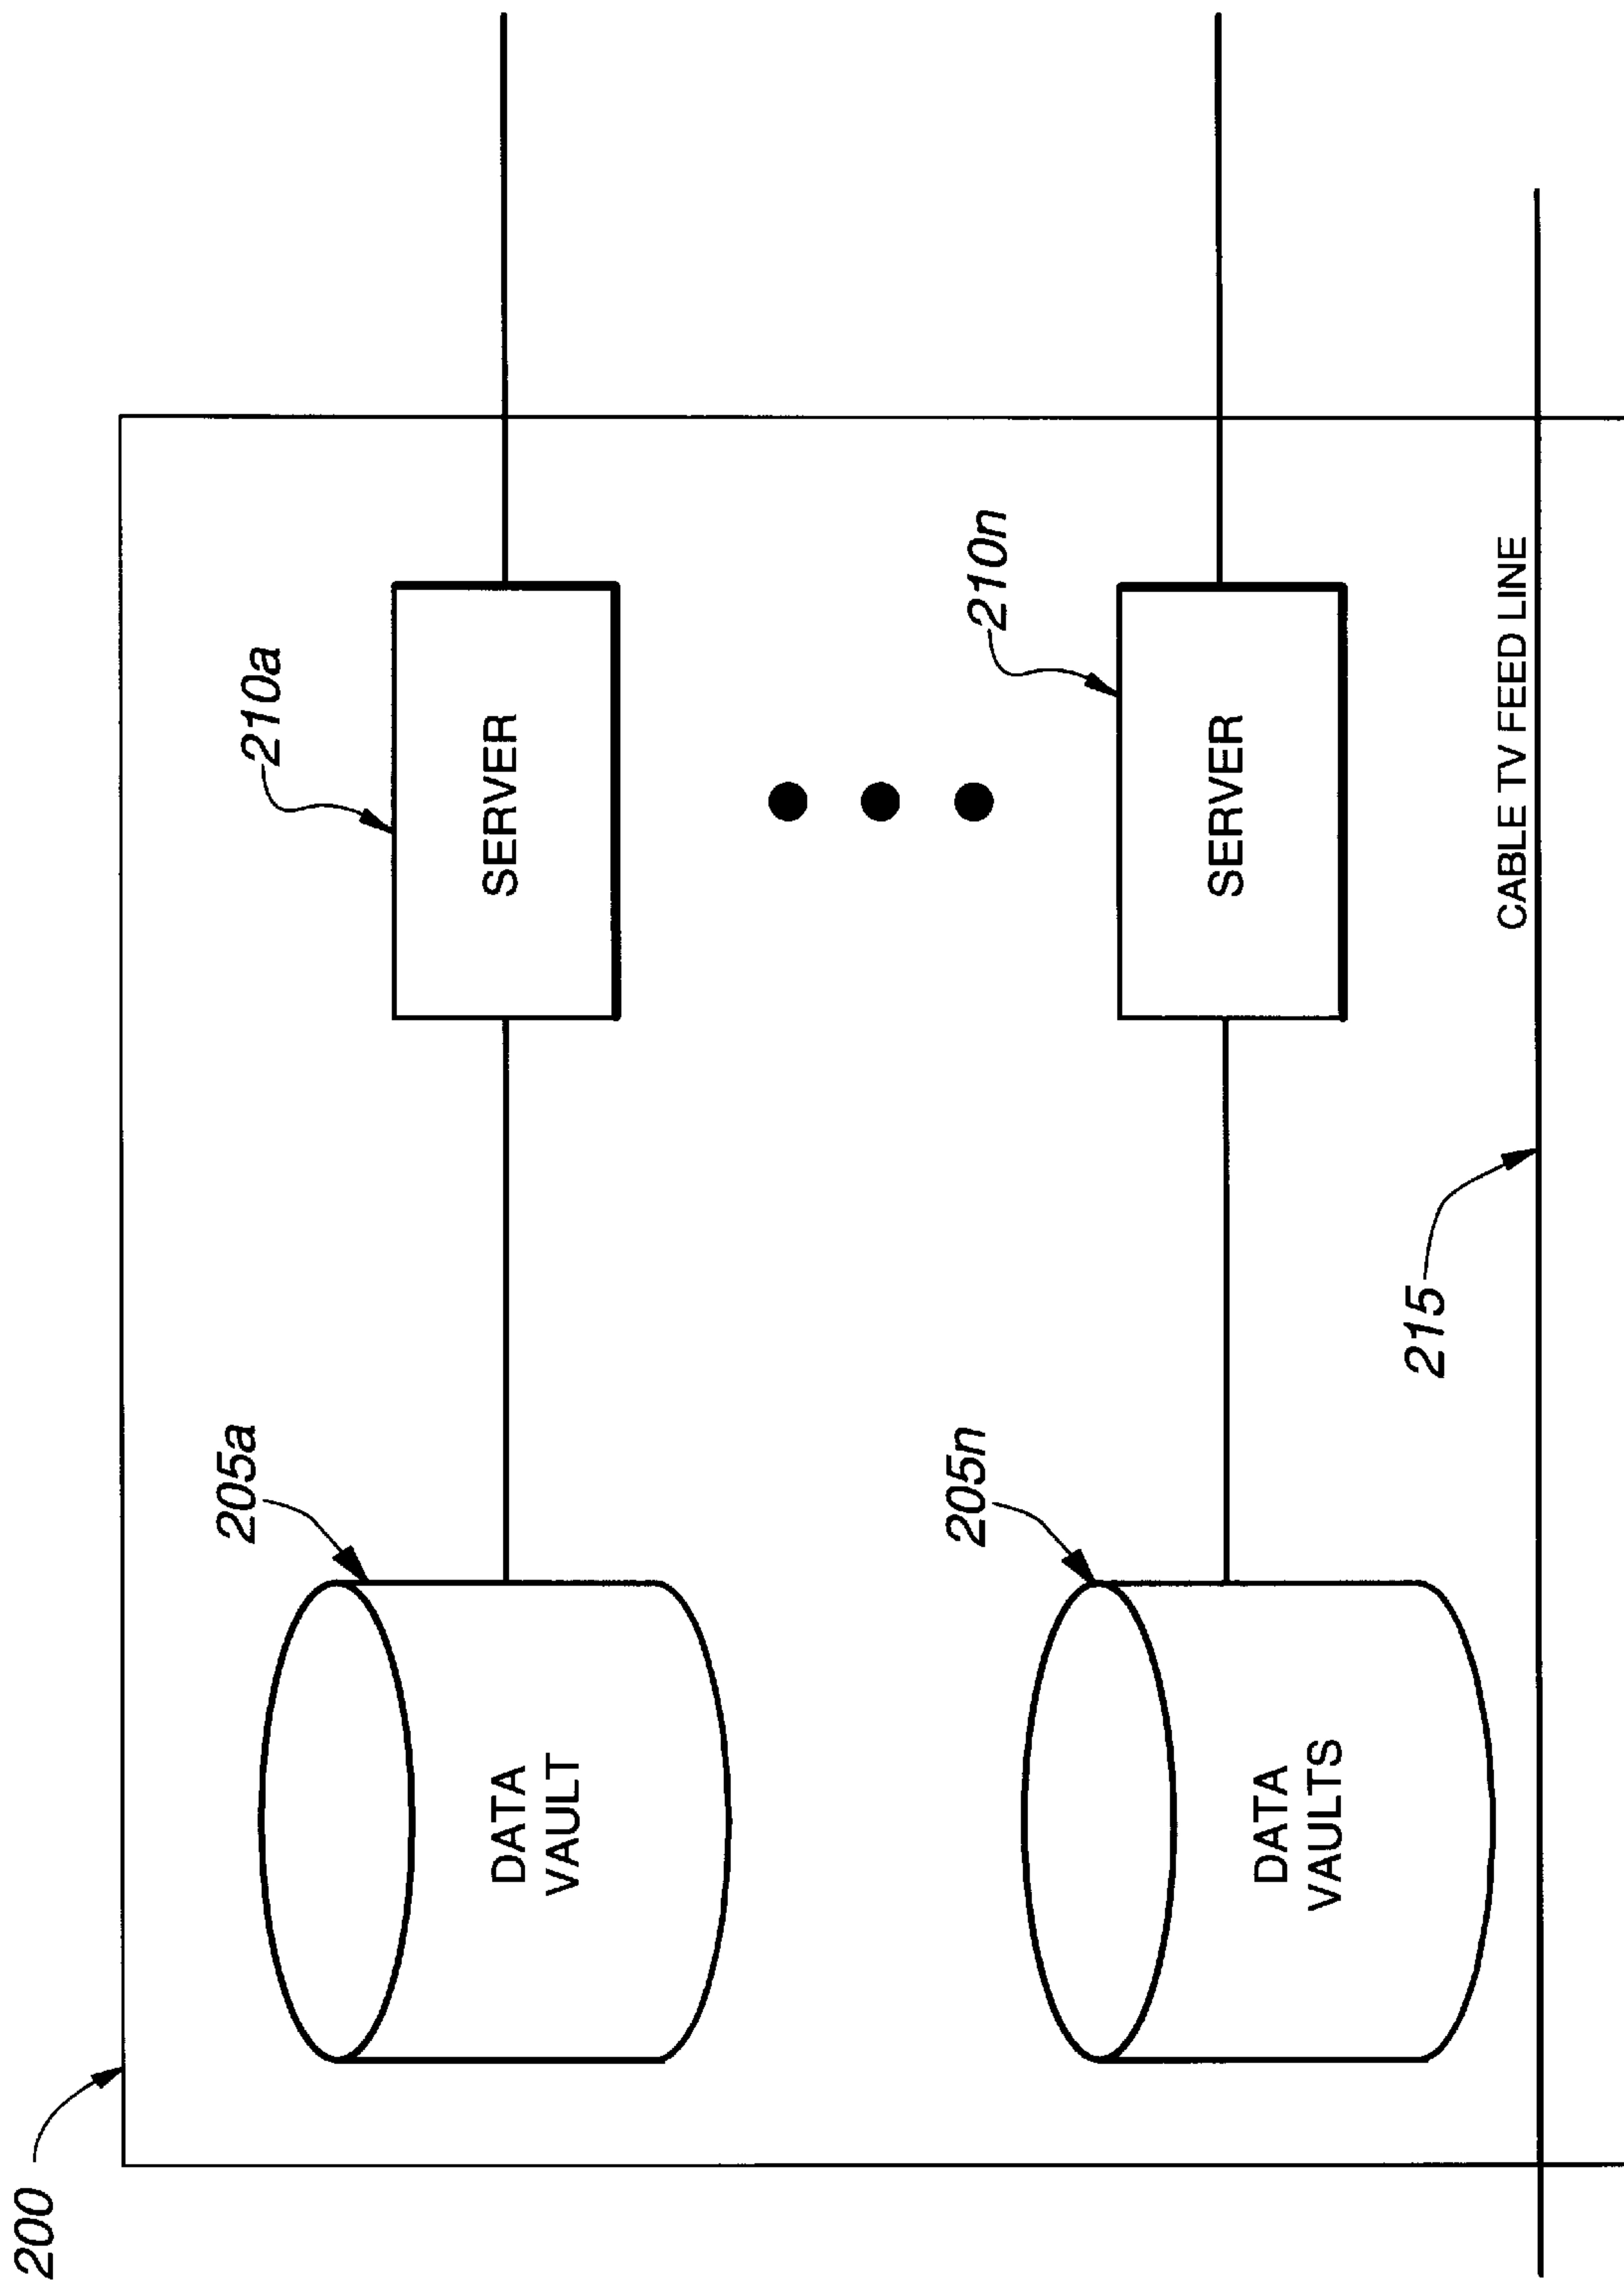 200
205a
DATA
VAULT
210a
SERVER
205n
DATA
VAULTS
210n
SERVER
215
CABLE TV FEED LINE